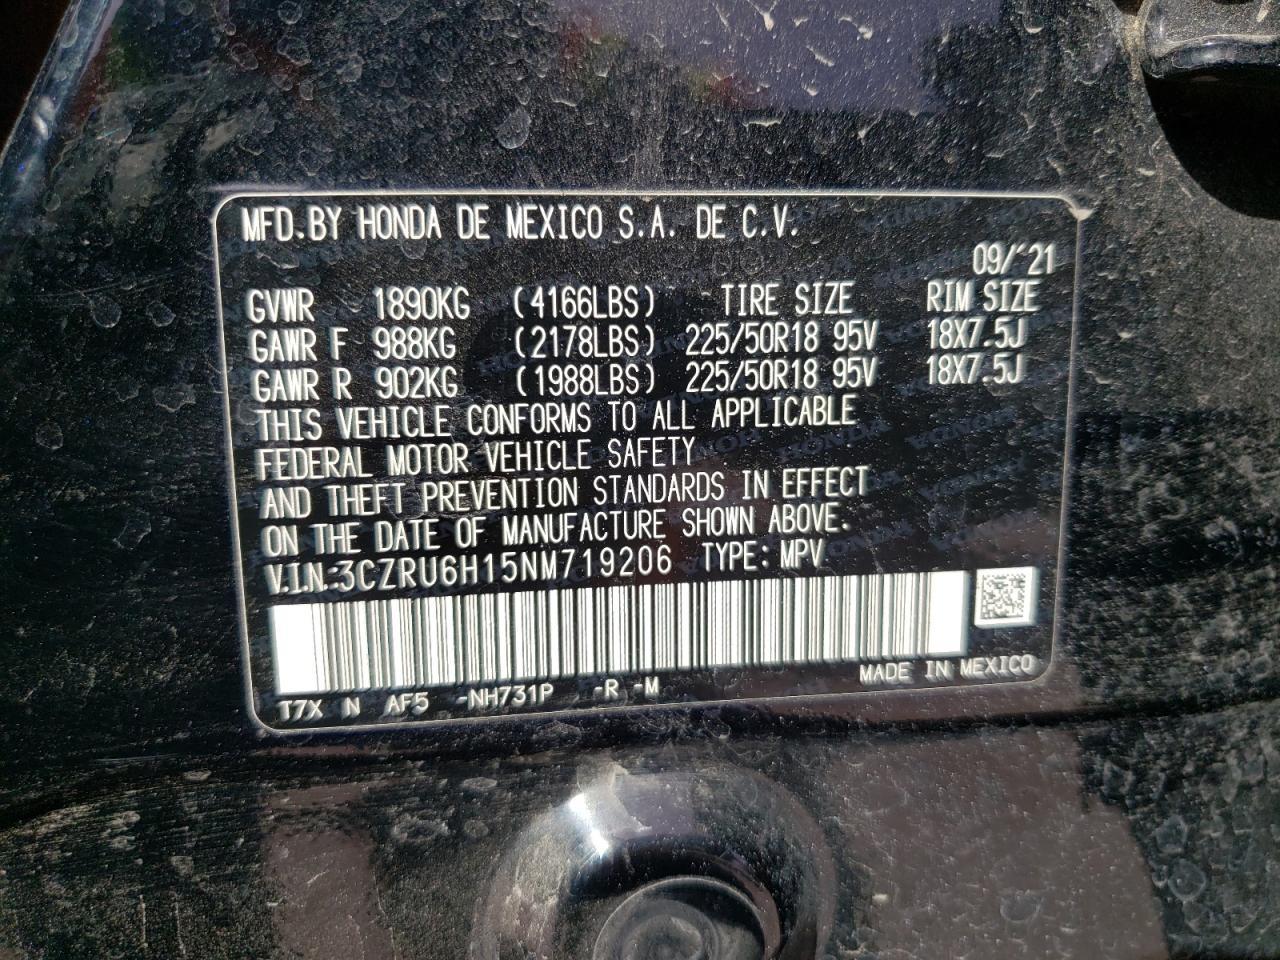 MFD.BY HONDA DE MEXICO S.A. DE C.V.
09/'21
GVWR 1890KG (4166LBS) TIRE SIZE RIM SIZE
GAWR F 988KG (2178LBS) 225/50R18 95V 18X7.5J
GAWR R 902KG (1988LBS) 225/50R18 95V 18X7.5J
THIS VEHICLE CONFORMS TO ALL APPLICABLE
FEDERAL MOTOR VEHICLE SAFETY
AND THEFT PREVENTION STANDARDS IN EFFECT
ON THE DATE OF MANUFACTURE SHOWN ABOVE.
V.I.N.:3CZRU6H15NM719206 TYPE: MPV
MADE IN MEXICO
T7X N AF5 -NH731P -R -M